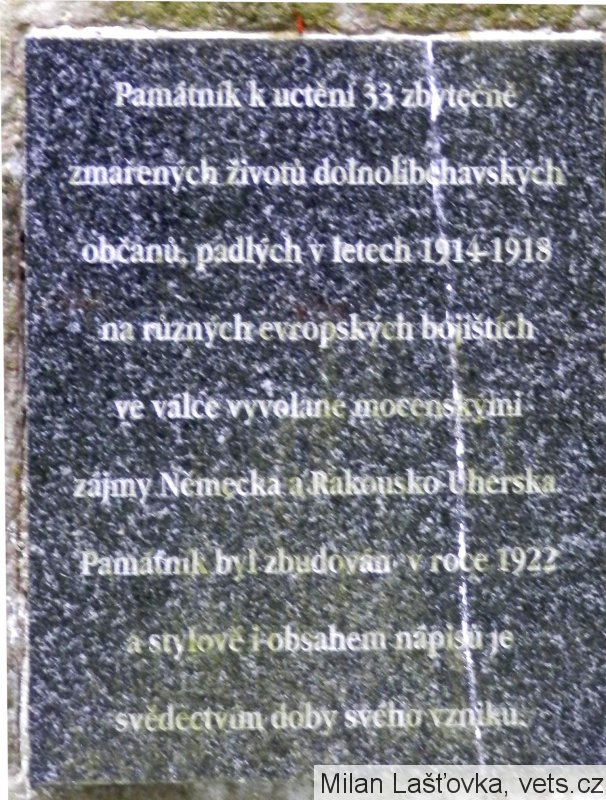 Památník k uctění 33 zbytečně
zmařených životů dolnolibchavských
občanů, padlých v letech 1914-1918
na různých evropských bojištích
ve válce vyvolané mocenskými
zájmy Německa a Rakousko Uherska.
Památník byl zbudován v roce 1922
a stylově i obsahem nápisů je
svědectvím doby svého vzniku.
Milan Lašťovka, vets.cz